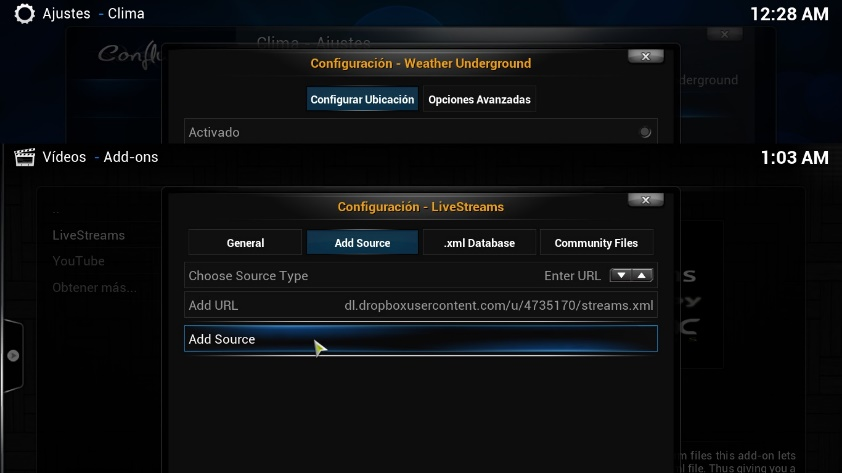 Ajustes - Clima
12:28 AM
Clima - Ajustes
Configuración - Weather Underground
Configurar Ubicación
Opciones Avanzadas
Activado
Vídeos - Add-ons
1:03 AM
Configuración - LiveStreams
..
LiveStreams
YouTube
Obtener más...
General
Add Source
.xml Database
Community Files
Choose Source Type
Enter URL
Add URL
dl.dropboxusercontent.com/u/4735170/streams.xml
Add Source
files this add-on lets
file. Thus giving you a